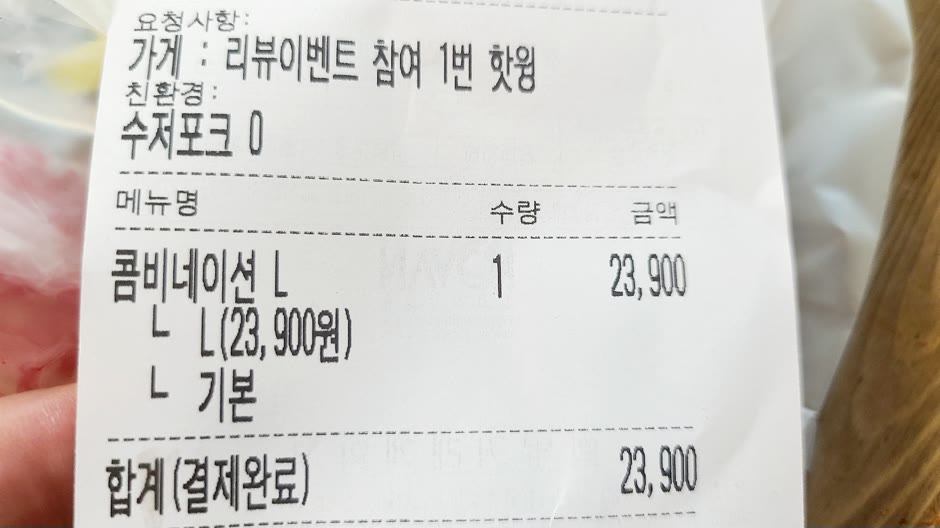 요청사항:
가게 : 리뷰이벤트 참여 1번 핫윙
친환경:
수저포크 O
메뉴명 수량 금액
콤비네이션 L 1 23,900
ㄴ L(23,900원)
ㄴ 기본
합계(결제완료) 23,900